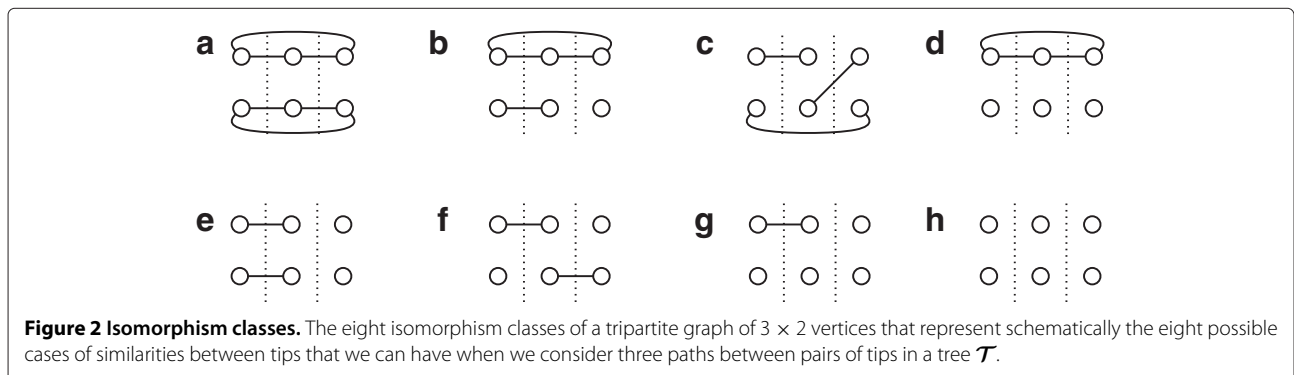 a b c d
e f g h
Figure 2 Isomorphism classes. The eight isomorphism classes of a tripartite graph of 3 × 2 vertices that represent schematically the eight possible
cases of similarities between tips that we can have when we consider three paths between pairs of tips in a tree 𝓣.